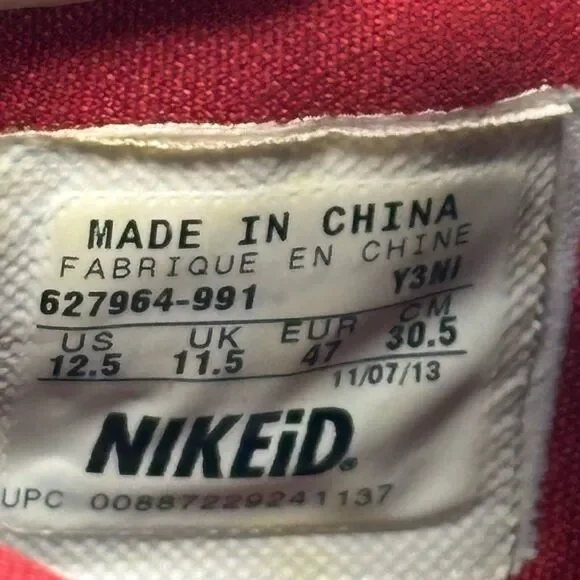 MADE IN CHINA
FABRIQUE EN CHINE
627964-991 Y3NI
US UK EUR CM
12.5 11.5 47 30.5
11/07/13
NIKEiD.
UPC 00887229241137